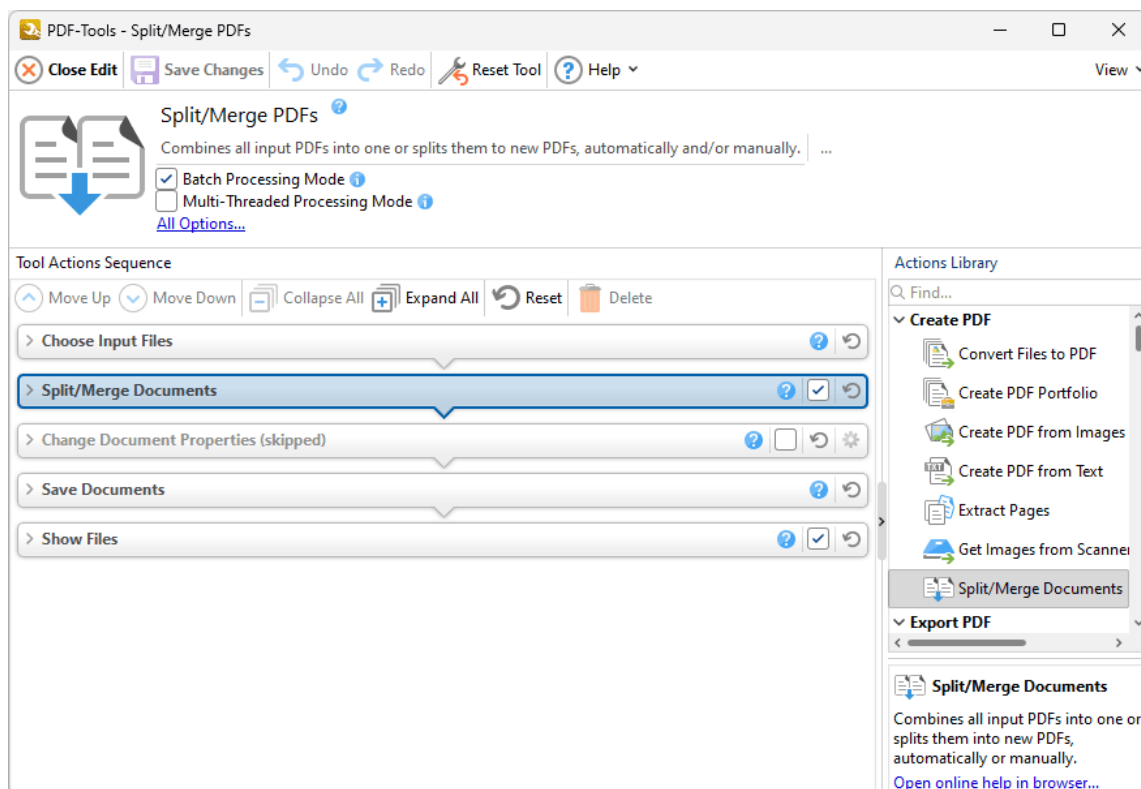 PDF-Tools - Split/Merge PDFs
Close Edit Save Changes Undo Redo Reset Tool ? Help View
Split/Merge PDFs ?
Combines all input PDFs into one or splits them to new PDFs, automatically and/or manually. ...
Batch Processing Mode i
Multi-Threaded Processing Mode i
All Options...
Tool Actions Sequence
Move Up Move Down Collapse All Expand All Reset Delete
Choose Input Files ?
Split/Merge Documents ?
Change Document Properties (skipped) ?
Save Documents ?
Show Files ?
Actions Library
Find...
Create PDF
Convert Files to PDF
Create PDF Portfolio
Create PDF from Images
TXT Create PDF from Text
Extract Pages
Get Images from Scanner
Split/Merge Documents
Export PDF
Split/Merge Documents
Combines all input PDFs into one or
splits them into new PDFs,
automatically or manually.
Open online help in browser...